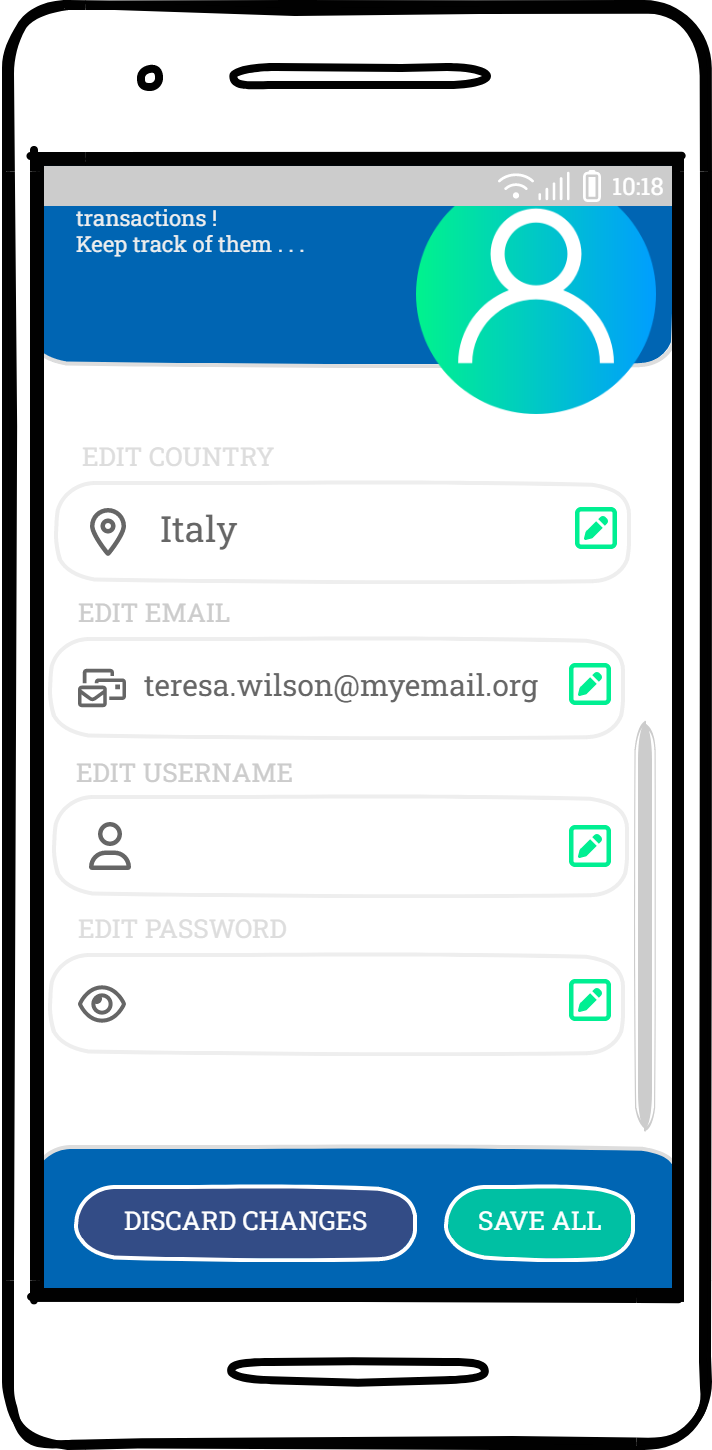 10:18
transactions !
Keep track of them . . .
EDIT COUNTRY
Italy
EDIT EMAIL
teresa.wilson@myemail.org
EDIT USERNAME
EDIT PASSWORD
DISCARD CHANGES
SAVE ALL